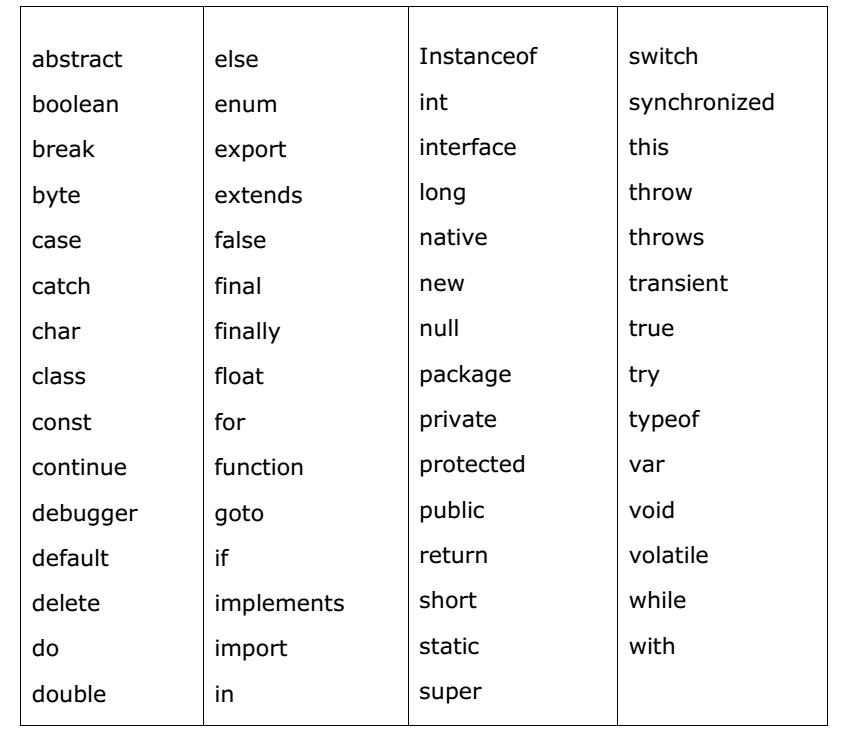 abstract else Instanceof switch
boolean enum int synchronized
break export interface this
byte extends long throw
case false native throws
catch final new transient
char finally null true
class float package try
const for private typeof
continue function protected var
debugger goto public void
default if return volatile
delete implements short while
do import static with
double in super